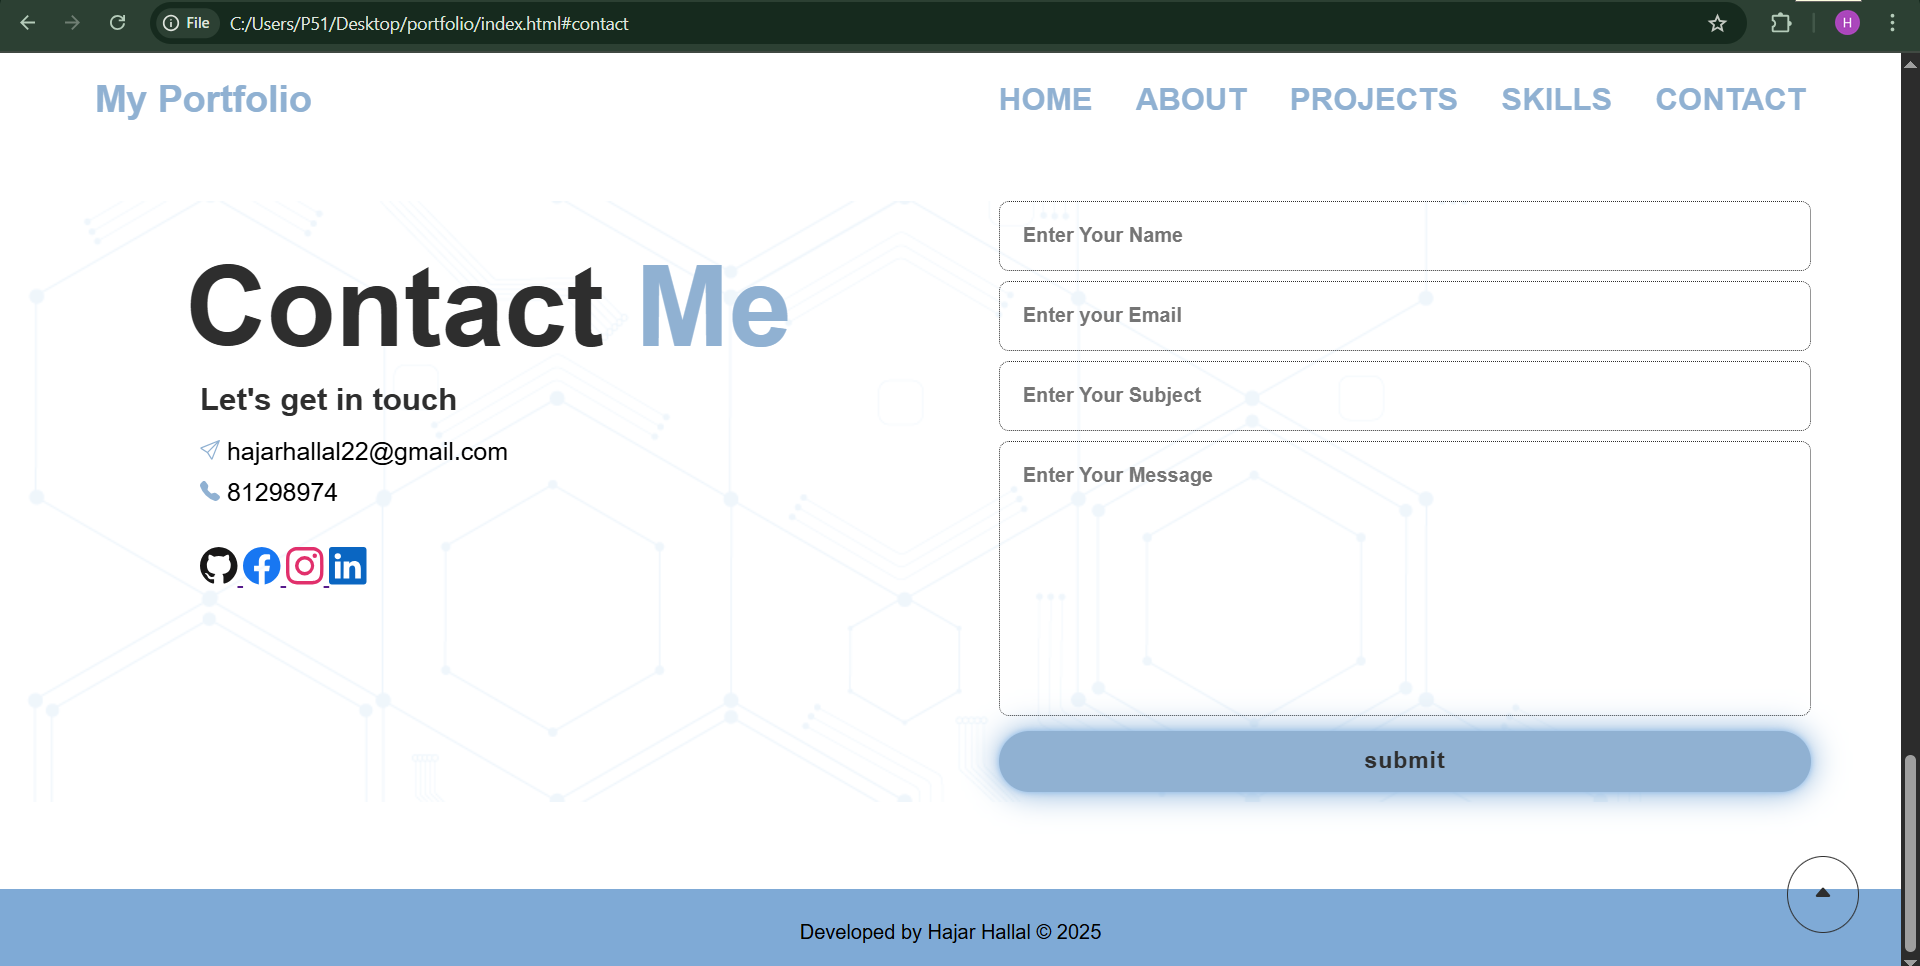 File C:/Users/P51/Desktop/portfolio/index.html#contact
H
My Portfolio
HOME ABOUT PROJECTS SKILLS CONTACT
Contact Me
Let's get in touch
hajarhallal22@gmail.com
81298974
in
Enter Your Name
Enter your Email
Enter Your Subject
Enter Your Message
submit
Developed by Hajar Hallal © 2025